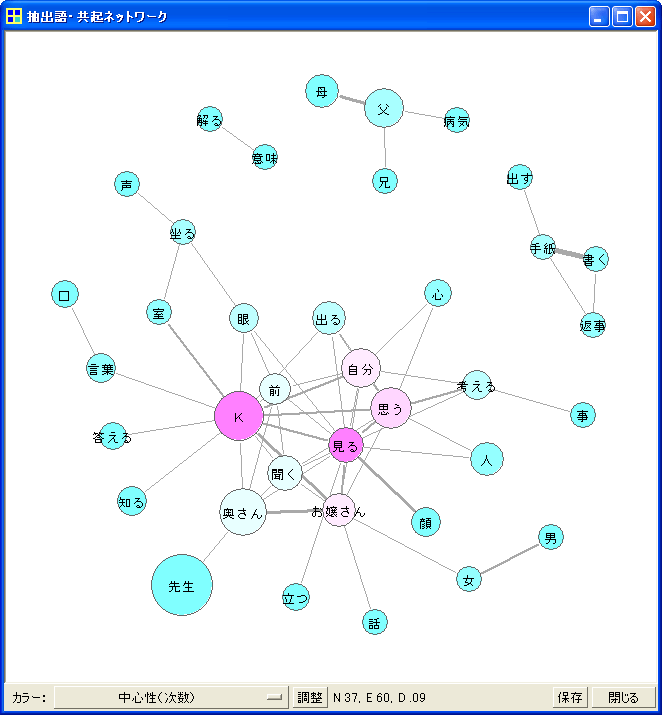 抽出語・共起ネットワーク
母
父
病気
解る
意味
兄
声
出す
坐る
手紙
書く
口
室
眼
出る
心
返事
言葉
自分
前
考える
K
思う
事
答える
見る
人
聞く
知る
奥さん
お嬢さん
顔
男
先生
立つ
女
話
カラー: 中心性(次数) 調整 N 37, E 60, D .09 保存 閉じる